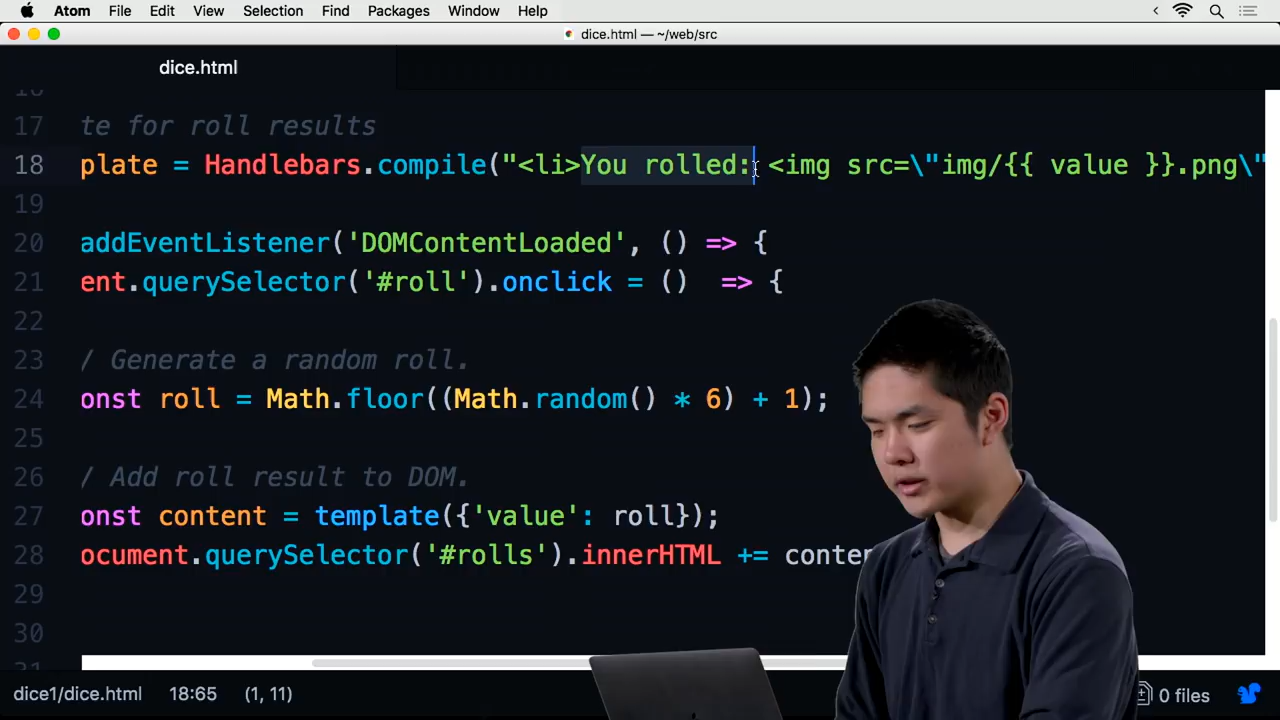 Atom File Edit View Selection Find Packages Window Help
dice.html — ~/web/src
dice.html
16
17 te for roll results
18 plate = Handlebars.compile("<li>You rolled: <img src=\"img/{{ value }}.png\"
19
20 addEventListener('DOMContentLoaded', () => {
21 ent.querySelector('#roll').onclick = () => {
22
23 / Generate a random roll.
24 onst roll = Math.floor((Math.random() * 6) + 1);
25
26 / Add roll result to DOM.
27 onst content = template({'value': roll});
28 ocument.querySelector('#rolls').innerHTML += conten
29
30
31
dice1/dice.html 18:65 (1, 11) 0 files